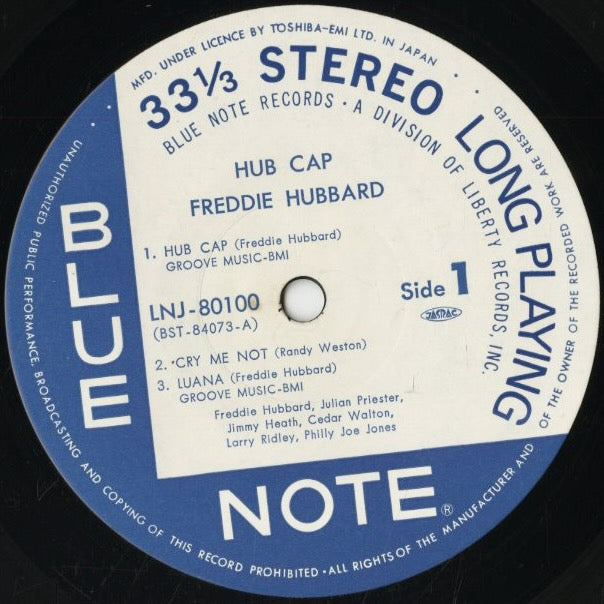 MFD. UNDER LICENCE BY TOSHIBA-EMI LTD. IN JAPAN
33 1/3 STEREO LONG PLAYING
BLUE NOTE RECORDS · A DIVISION OF LIBERTY RECORDS, INC.
HUB CAP
FREDDIE HUBBARD
1. HUB CAP (Freddie Hubbard)
GROOVE MUSIC-BMI
LNJ-80100
(BST-84073-A)
Side 1
JASRAC
2. CRY ME NOT (Randy Weston)
3. LUANA (Freddie Hubbard)
GROOVE MUSIC-BMI
Freddie Hubbard, Julian Priester,
Jimmy Heath, Cedar Walton,
Larry Ridley, Philly Joe Jones
BLUE
NOTE®
UNAUTHORIZED PUBLIC PERFORMANCE, BROADCASTING AND COPYING OF THIS RECORD PROHIBITED · ALL RIGHTS OF THE MANUFACTURER AND OF THE OWNER OF THE RECORDED WORK ARE RESERVED